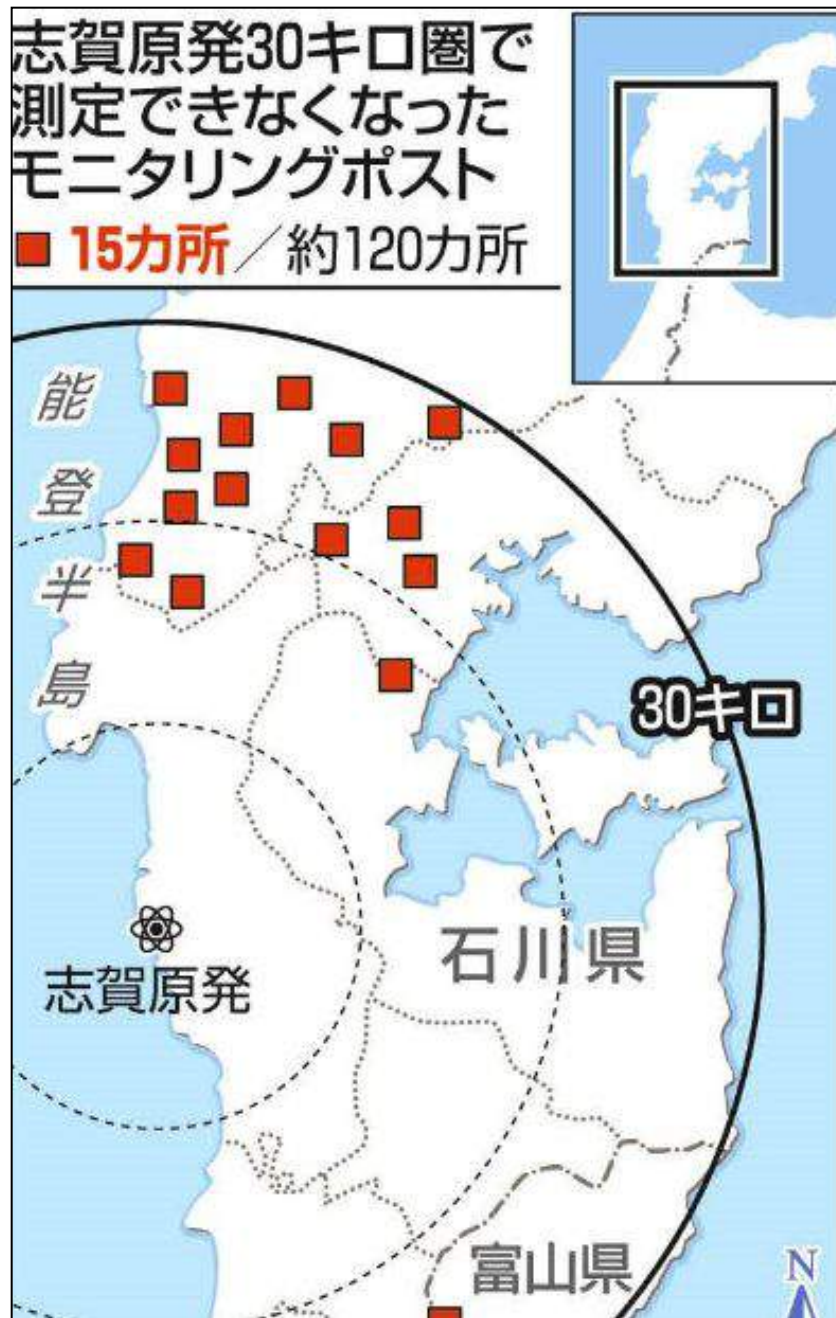 志賀原発30キロ圏で
測定できなくなった
モニタリングポスト
15カ所／約120カ所
能登半島
30キロ
石川県
志賀原発
富山県
N